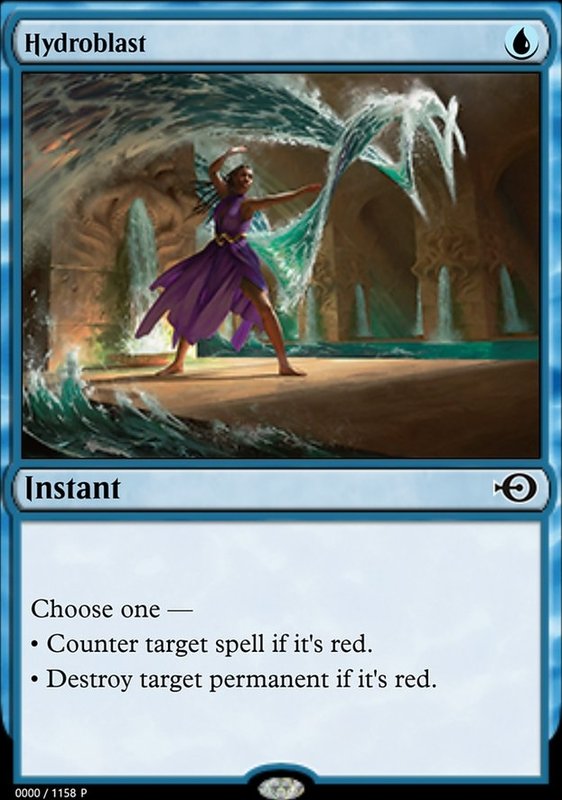 Hydroblast
Instant
Choose one —
• Counter target spell if it's red.
• Destroy target permanent if it's red.
0000 / 1158 P